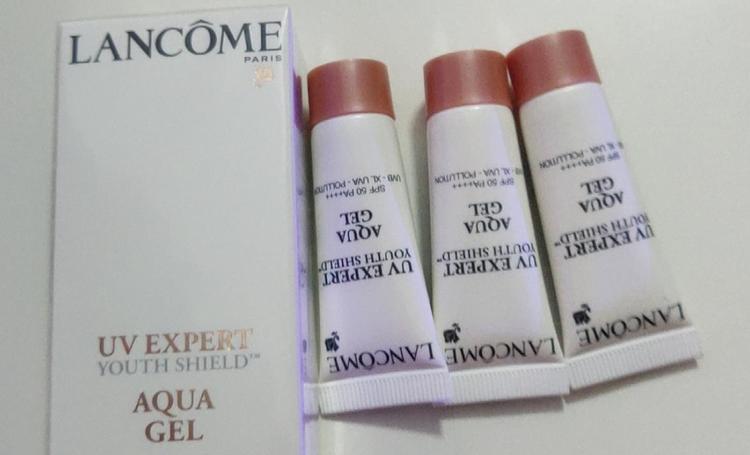 LANCÔME
PARIS
UV EXPERT
YOUTH SHIELD™
AQUA
GEL
LANCÔME
UV EXPERT
YOUTH SHIELD™
AQUA
GEL
SPF 50 PA++++
UVB - XL UVA - POLLUTION
LANCÔME
UV EXPERT
YOUTH SHIELD™
AQUA
GEL
SPF 50 PA++++
XL UVA - POLLUTION
LANCÔME
UV EXPERT
YOUTH SHIELD™
AQUA
GEL
SPF 50 PA++++
XL UVA - POLLUTION